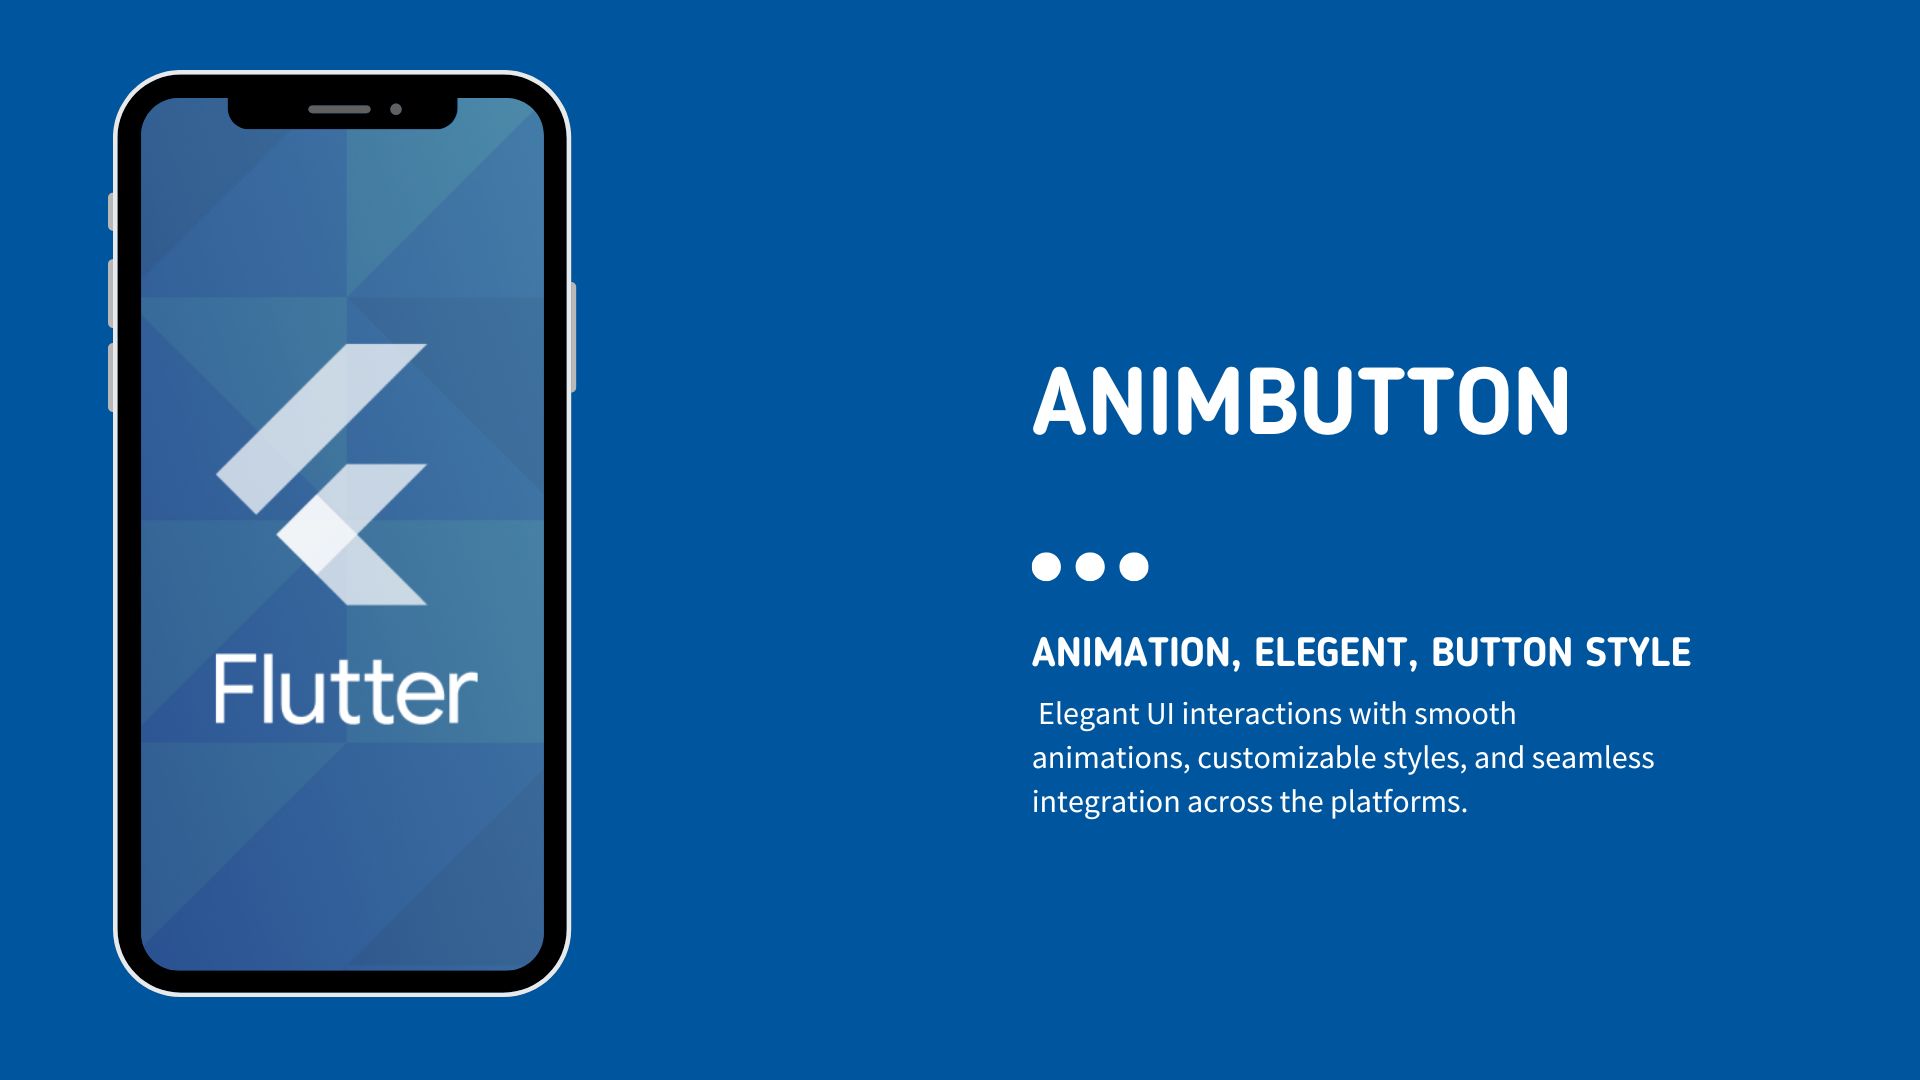 Flutter
ANIMBUTTON
ANIMATION, ELEGENT, BUTTON STYLE
Elegant UI interactions with smooth
animations, customizable styles, and seamless
integration across the platforms.